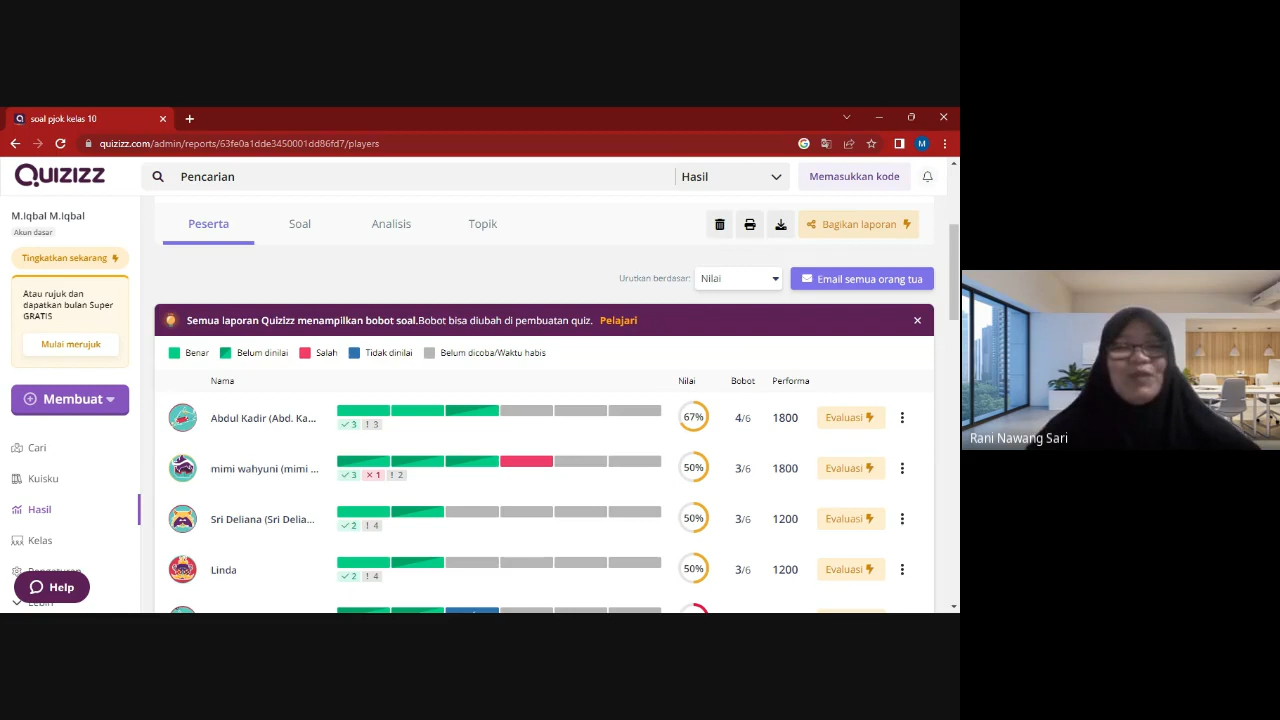 soal pjok kelas 10
quizizz.com/admin/reports/63fe0a1dde3450001dd86fd7/players
M
QUIZIZZ
Pencarian
Hasil
Memasukkan kode
M.Iqbal M.Iqbal
Akun dasar
Tingkatkan sekarang
Atau rujuk dan
dapatkan bulan Super
GRATIS
Mulai merujuk
Membuat
Cari
Kuisku
Hasil
Kelas
Help
Peserta
Soal
Analisis
Topik
Bagikan laporan
Urutkan berdasar:
Nilai
Email semua orang tua
Semua laporan Quizizz menampilkan bobot soal.Bobot bisa diubah di pembuatan quiz. Pelajari
Benar
Belum dinilai
Salah
Tidak dinilai
Belum dicoba/Waktu habis
Nama
Nilai
Bobot
Performa
Abdul Kadir (Abd. Ka...
✓ 3 ! 3
67%
4/6
1800
Evaluasi
mimi wahyuni (mimi ...
✓ 3 × 1 ! 2
50%
3/6
1800
Evaluasi
Sri Deliana (Sri Delia...
✓ 2 ! 4
50%
3/6
1200
Evaluasi
Linda
✓ 2 ! 4
50%
3/6
1200
Evaluasi
Rani Nawang Sari